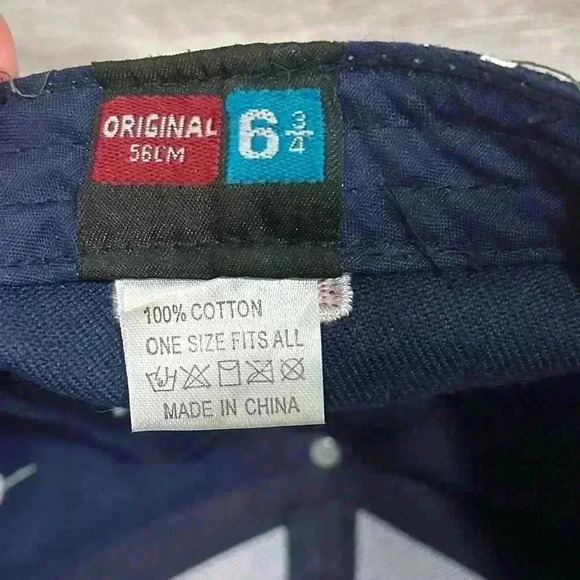 ORIGINAL
56CM
6 3/4
100% COTTON
ONE SIZE FITS ALL
MADE IN CHINA